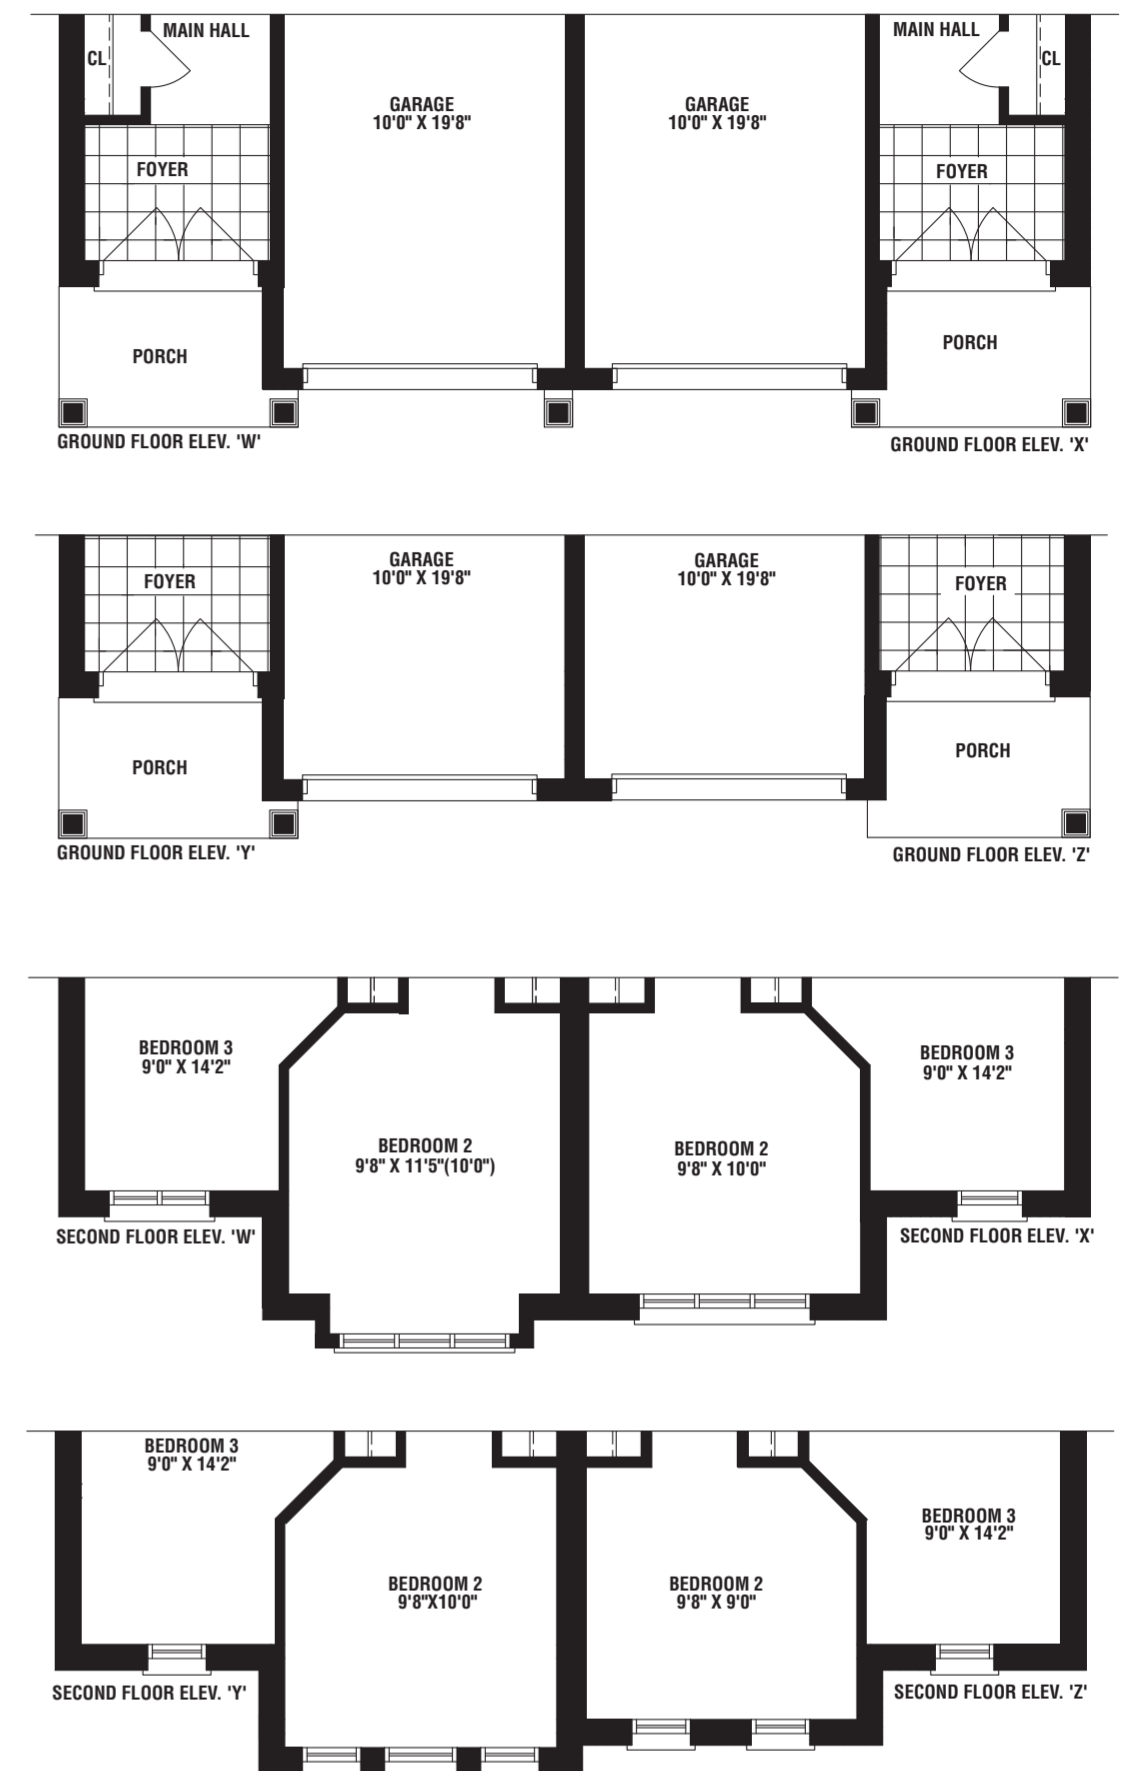 MAIN HALL
CL
GARAGE
10'0" X 19'8"
FOYER
PORCH
GROUND FLOOR ELEV. 'W'
MAIN HALL
CL
GARAGE
10'0" X 19'8"
FOYER
PORCH
GROUND FLOOR ELEV. 'X'
GARAGE
10'0" X 19'8"
FOYER
PORCH
GROUND FLOOR ELEV. 'Y'
GARAGE
10'0" X 19'8"
FOYER
PORCH
GROUND FLOOR ELEV. 'Z'
BEDROOM 3
9'0" X 14'2"
BEDROOM 2
9'8" X 11'5"(10'0")
SECOND FLOOR ELEV. 'W'
BEDROOM 3
9'0" X 14'2"
BEDROOM 2
9'8" X 10'0"
SECOND FLOOR ELEV. 'X'
BEDROOM 3
9'0" X 14'2"
BEDROOM 2
9'8"X10'0"
SECOND FLOOR ELEV. 'Y'
BEDROOM 3
9'0" X 14'2"
BEDROOM 2
9'8" X 9'0"
SECOND FLOOR ELEV. 'Z'